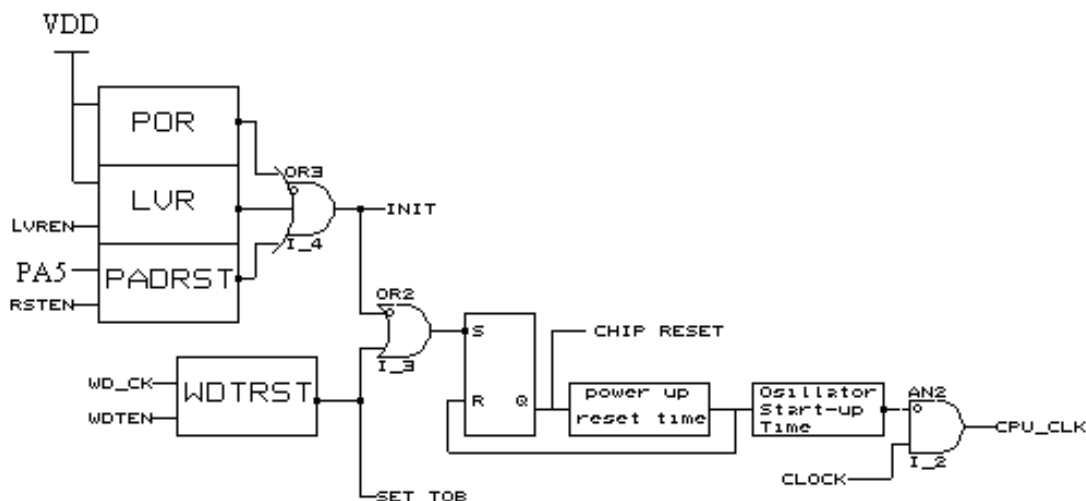 VDD
POR
LVR
LVREN
PA5
PADRST
RSTEN
OR3
I_4
INIT
OR2
I_3
WD_CK
WDTEN
WDTRST
SET TOB
S
R
Q
CHIP RESET
power up
reset time
Osillator
Start-up
Time
AN2
I_2
CLOCK
CPU_CLK